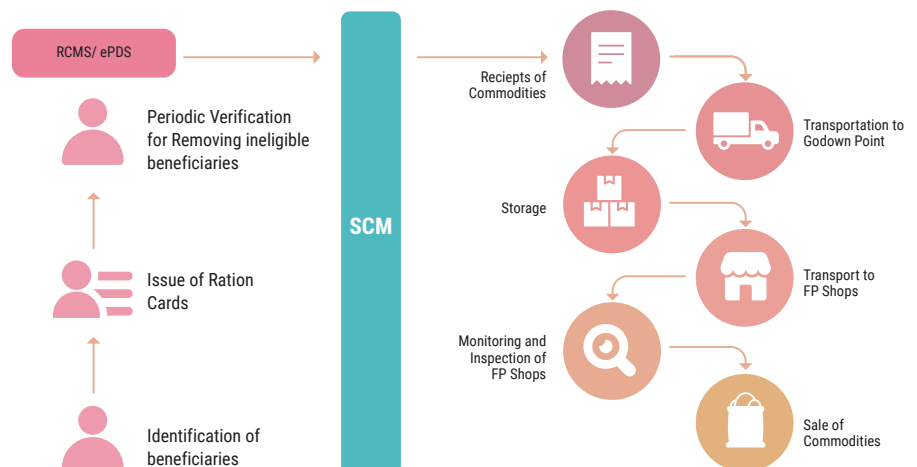 RCMS/ ePDS
Periodic Verification
for Removing ineligible
beneficiaries
Issue of Ration
Cards
Identification of
beneficiaries
SCM
Reciepts of
Commodities
Transportation to
Godown Point
Storage
Transport to
FP Shops
Monitoring and
Inspection of
FP Shops
Sale of
Commodities